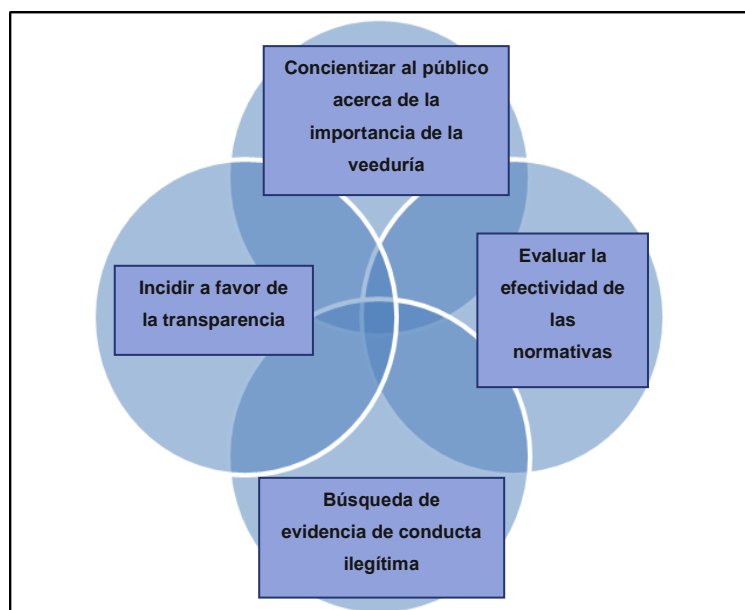 Concientizar al público
acerca de la
importancia de la
veeduría
Incidir a favor de
la transparencia
Evaluar la
efectividad de
las
normativas
Búsqueda de
evidencia de conducta
ilegítima